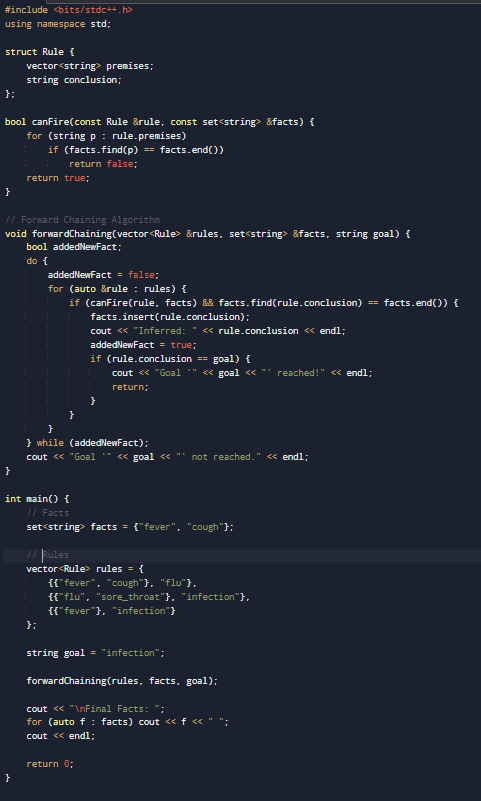 #include <bits/stdc++.h>
using namespace std;

struct Rule {
    vector<string> premises;
    string conclusion;
};

bool canFire(const Rule &rule, const set<string> &facts) {
    for (string p : rule.premises)
        if (facts.find(p) == facts.end())
            return false;
    return true;
}

// Forward Chaining Algorithm
void forwardChaining(vector<Rule> &rules, set<string> &facts, string goal) {
    bool addedNewFact;
    do {
        addedNewFact = false;
        for (auto &rule : rules) {
            if (canFire(rule, facts) && facts.find(rule.conclusion) == facts.end()) {
                facts.insert(rule.conclusion);
                cout << "Inferred: " << rule.conclusion << endl;
                addedNewFact = true;
                if (rule.conclusion == goal) {
                    cout << "Goal '" << goal << "' reached!" << endl;
                    return;
                }
            }
        }
    } while (addedNewFact);
    cout << "Goal '" << goal << "' not reached." << endl;
}

int main() {
    // Facts
    set<string> facts = {"fever", "cough"};

    // Rules
    vector<Rule> rules = {
        {{"fever", "cough"}, "flu"},
        {{"flu", "sore_throat"}, "infection"},
        {{"fever"}, "infection"}
    };

    string goal = "infection";

    forwardChaining(rules, facts, goal);

    cout << "\nFinal Facts: ";
    for (auto f : facts) cout << f << " ";
    cout << endl;

    return 0;
}